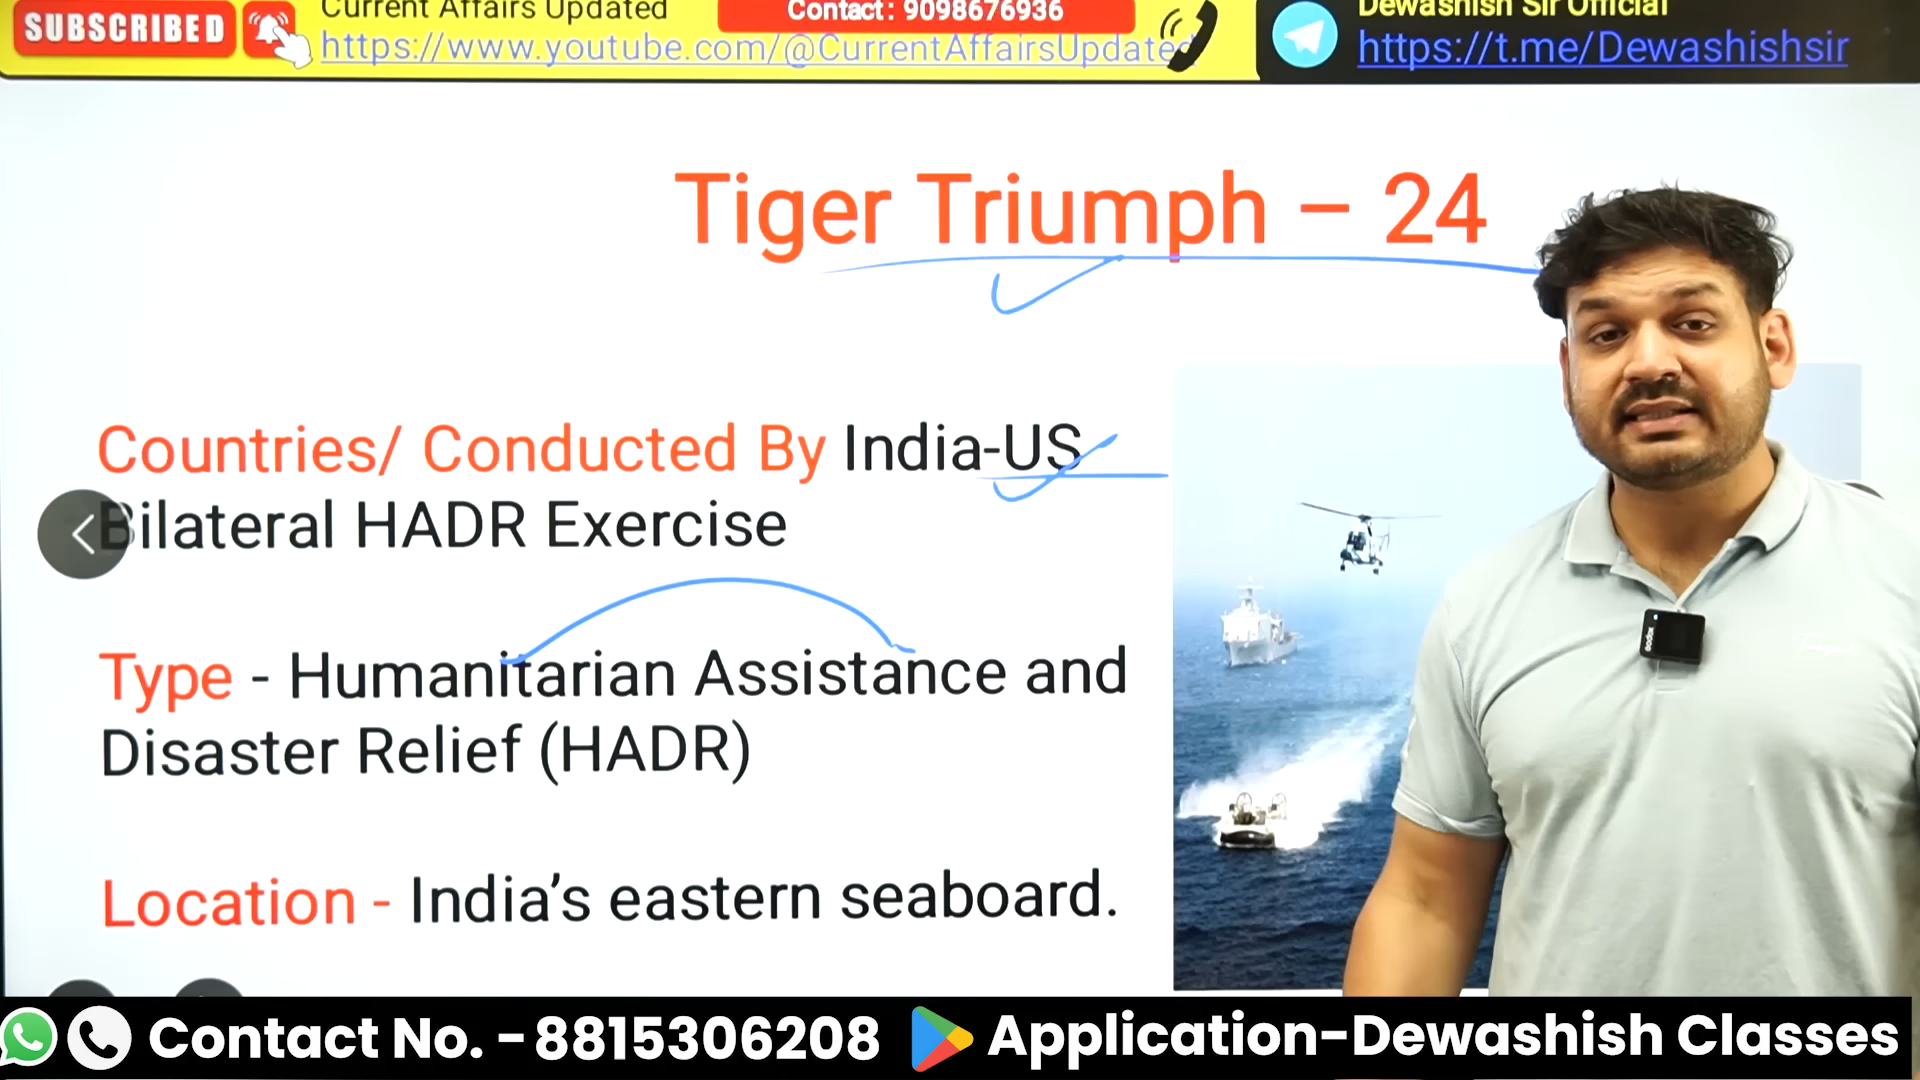 SUBSCRIBED
Current Affairs Updated
https://www.youtube.com/@CurrentAffairsUpdated
Contact: 9098676936
Dewashish Sir Official
https://t.me/Dewashishsir
Tiger Triumph – 24
Countries/ Conducted By India-US
Bilateral HADR Exercise
Type - Humanitarian Assistance and
Disaster Relief (HADR)
Location - India’s eastern seaboard.
Godox
Contact No. - 8815306208
Application-Dewashish Classes